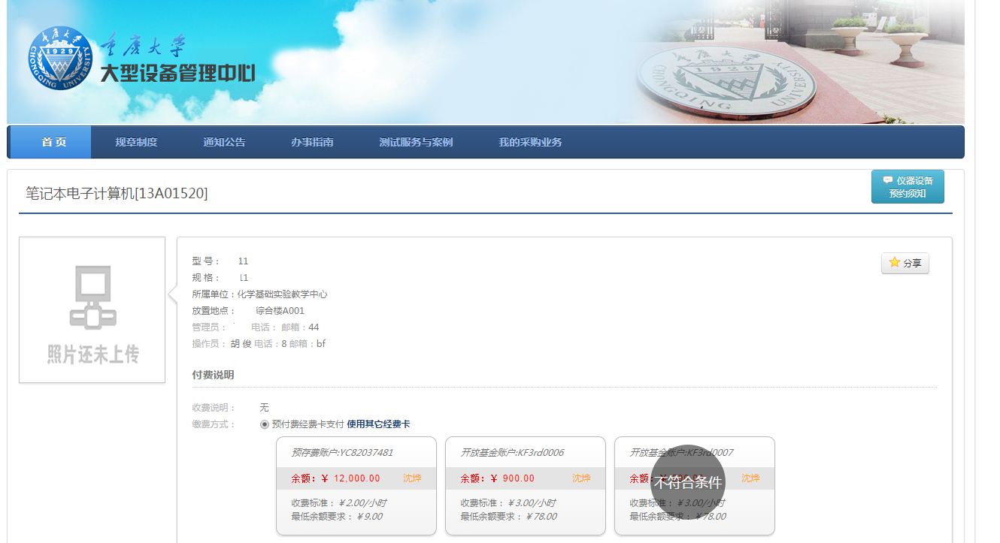 重庆大学
大型设备管理中心
重庆大学
1929
CHONGQING UNIVERSITY
1929
CHONGQING UNIVERSITY
首 页
规章制度
通知公告
办事指南
测试服务与案例
我的采购业务
笔记本电子计算机[13A01520]
仪器设备
预约须知
照片还未上传
型 号： 11
规 格： 11
所属单位：化学基础实验教学中心
放置地点： 综合楼A001
管理员： 电话： 邮箱：44
操作员： 胡 俊 电话：8 邮箱：bf
分享
付费说明
收费说明： 无
缴费方式： 预付费经费卡支付 使用其它经费卡
预存费账户:YC82037481
余额：￥ 12,000.00 沈烨
收费标准：￥2.00/小时
最低余额要求：￥9.00
开放基金账户:KF3rd0006
余额：￥ 900.00 沈烨
收费标准：￥3.00/小时
最低余额要求：￥78.00
开放基金账户:KF3rd0007
余额：￥ 沈烨
不符合条件
收费标准：￥3.00/小时
最低余额要求：￥78.00